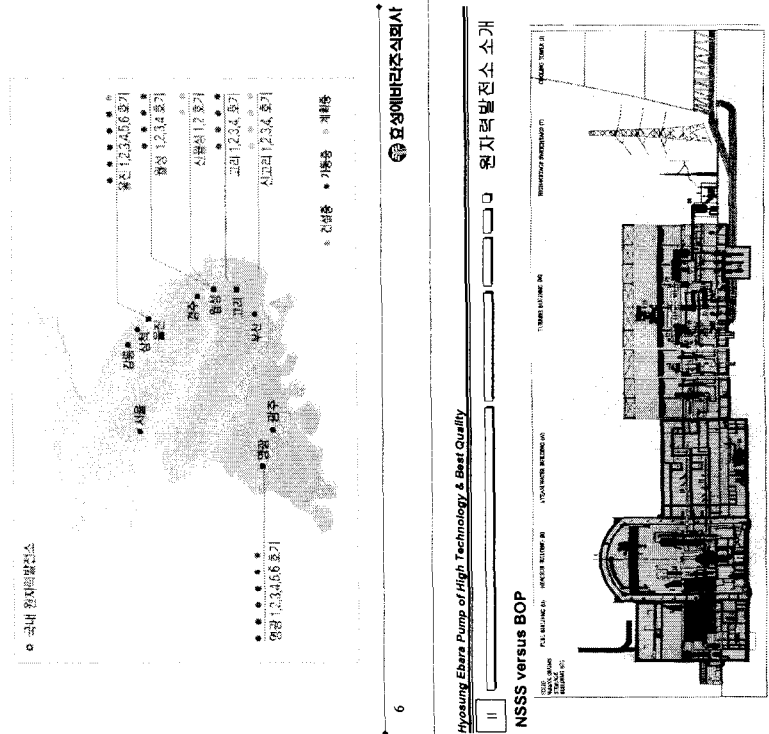 국내 원자력발전소
울진 1,2,3,4,5,6 호기
월성 1,2,3,4 호기
신월성 1,2 호기
고리 1,2,3,4, 호기
신고리 1,2,3,4, 호기
영광 1,2,3,4,5,6 호기
강릉
삼척
울진
서울
경주
월성
고리
부산
영광
광주
건설중
가동중
계획중
6
효성에바라주식회사
Hyosung Ebara Pump of High Technology & Best Quality
II
원자력발전소 소개
NSSS versus BOP